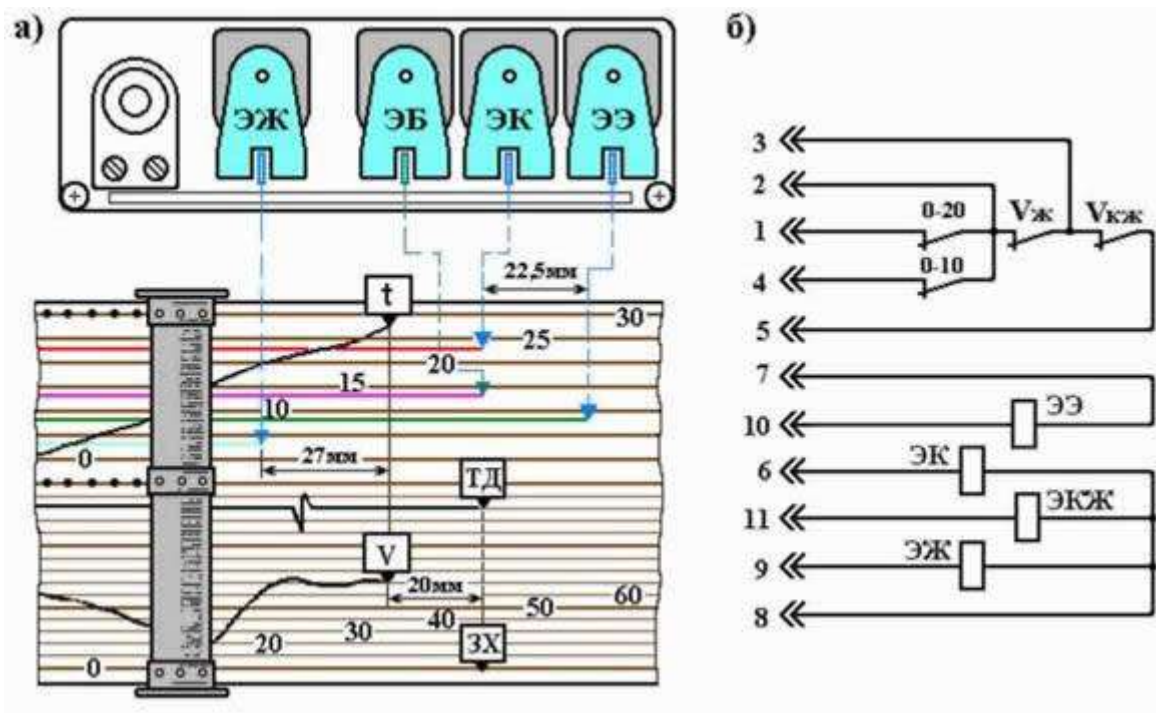 а)
ЭЖ ЭБ ЭК ЭЭ
22,5мм
t
30
25
20
15
10
0
27мм
ТД
V
20мм
60
50
40
30
20
ЗХ
0
б)
3
2
1 0-20 Vж Vкж
4 0-10
5
7
10 ЭЭ
6 ЭК
11 ЭКЖ
9 ЭЖ
8